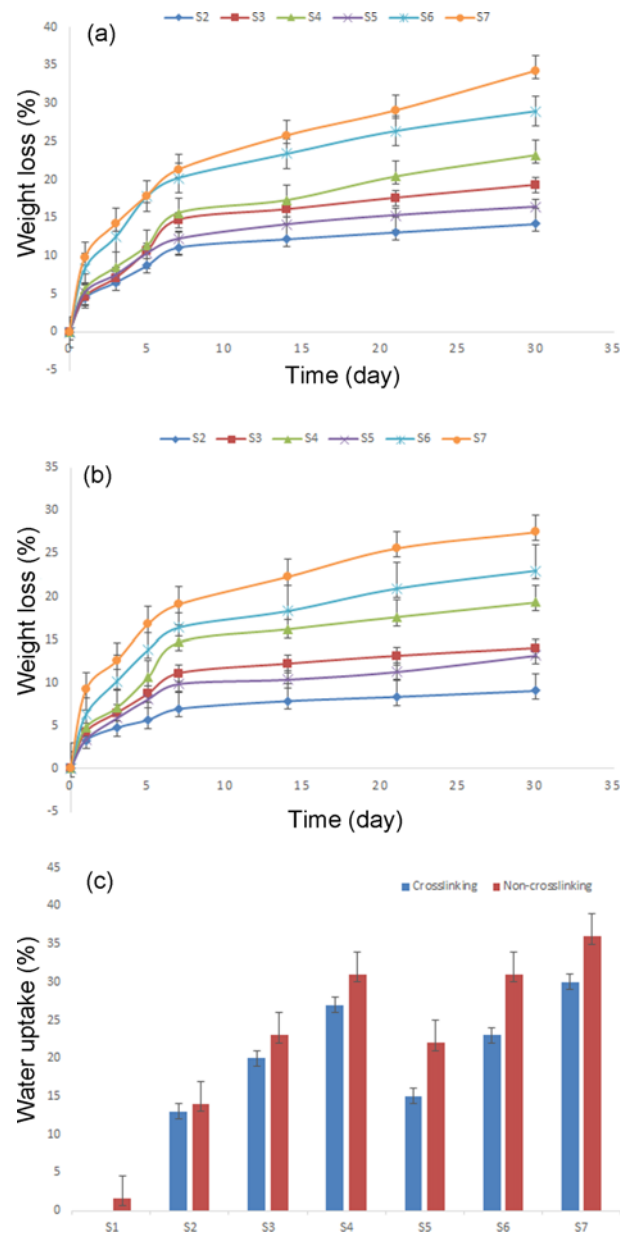 S2 S3 S4 S5 S6 S7
(a)
40
35
30
25
20
15
10
5
0
-5
0 5 10 15 20 25 30 35
Weight loss (%)
Time (day)
S2 S3 S4 S5 S6 S7
(b)
35
30
25
20
15
10
5
0
-5
0 5 10 15 20 25 30 35
Weight loss (%)
Time (day)
(c)
Crosslinking Non-crosslinking
45
40
35
30
25
20
15
10
5
0
Water uptake (%)
S1 S2 S3 S4 S5 S6 S7